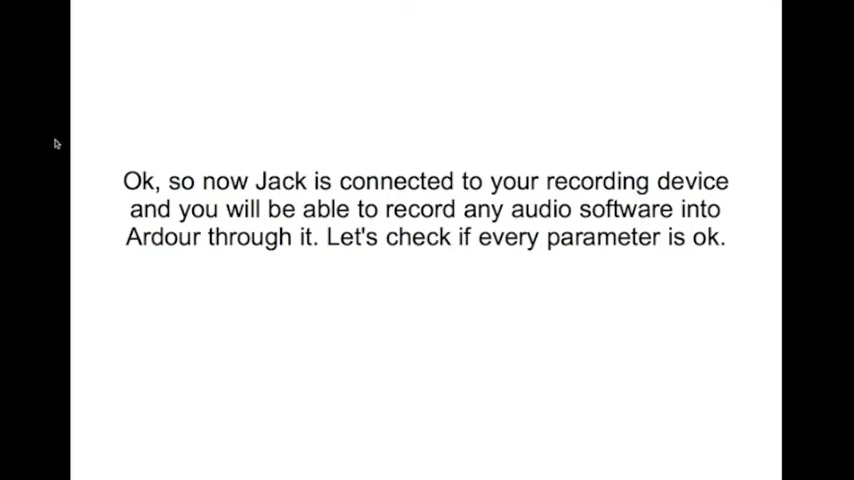 Ok, so now Jack is connected to your recording device
and you will be able to record any audio software into
Ardour through it. Let's check if every parameter is ok.